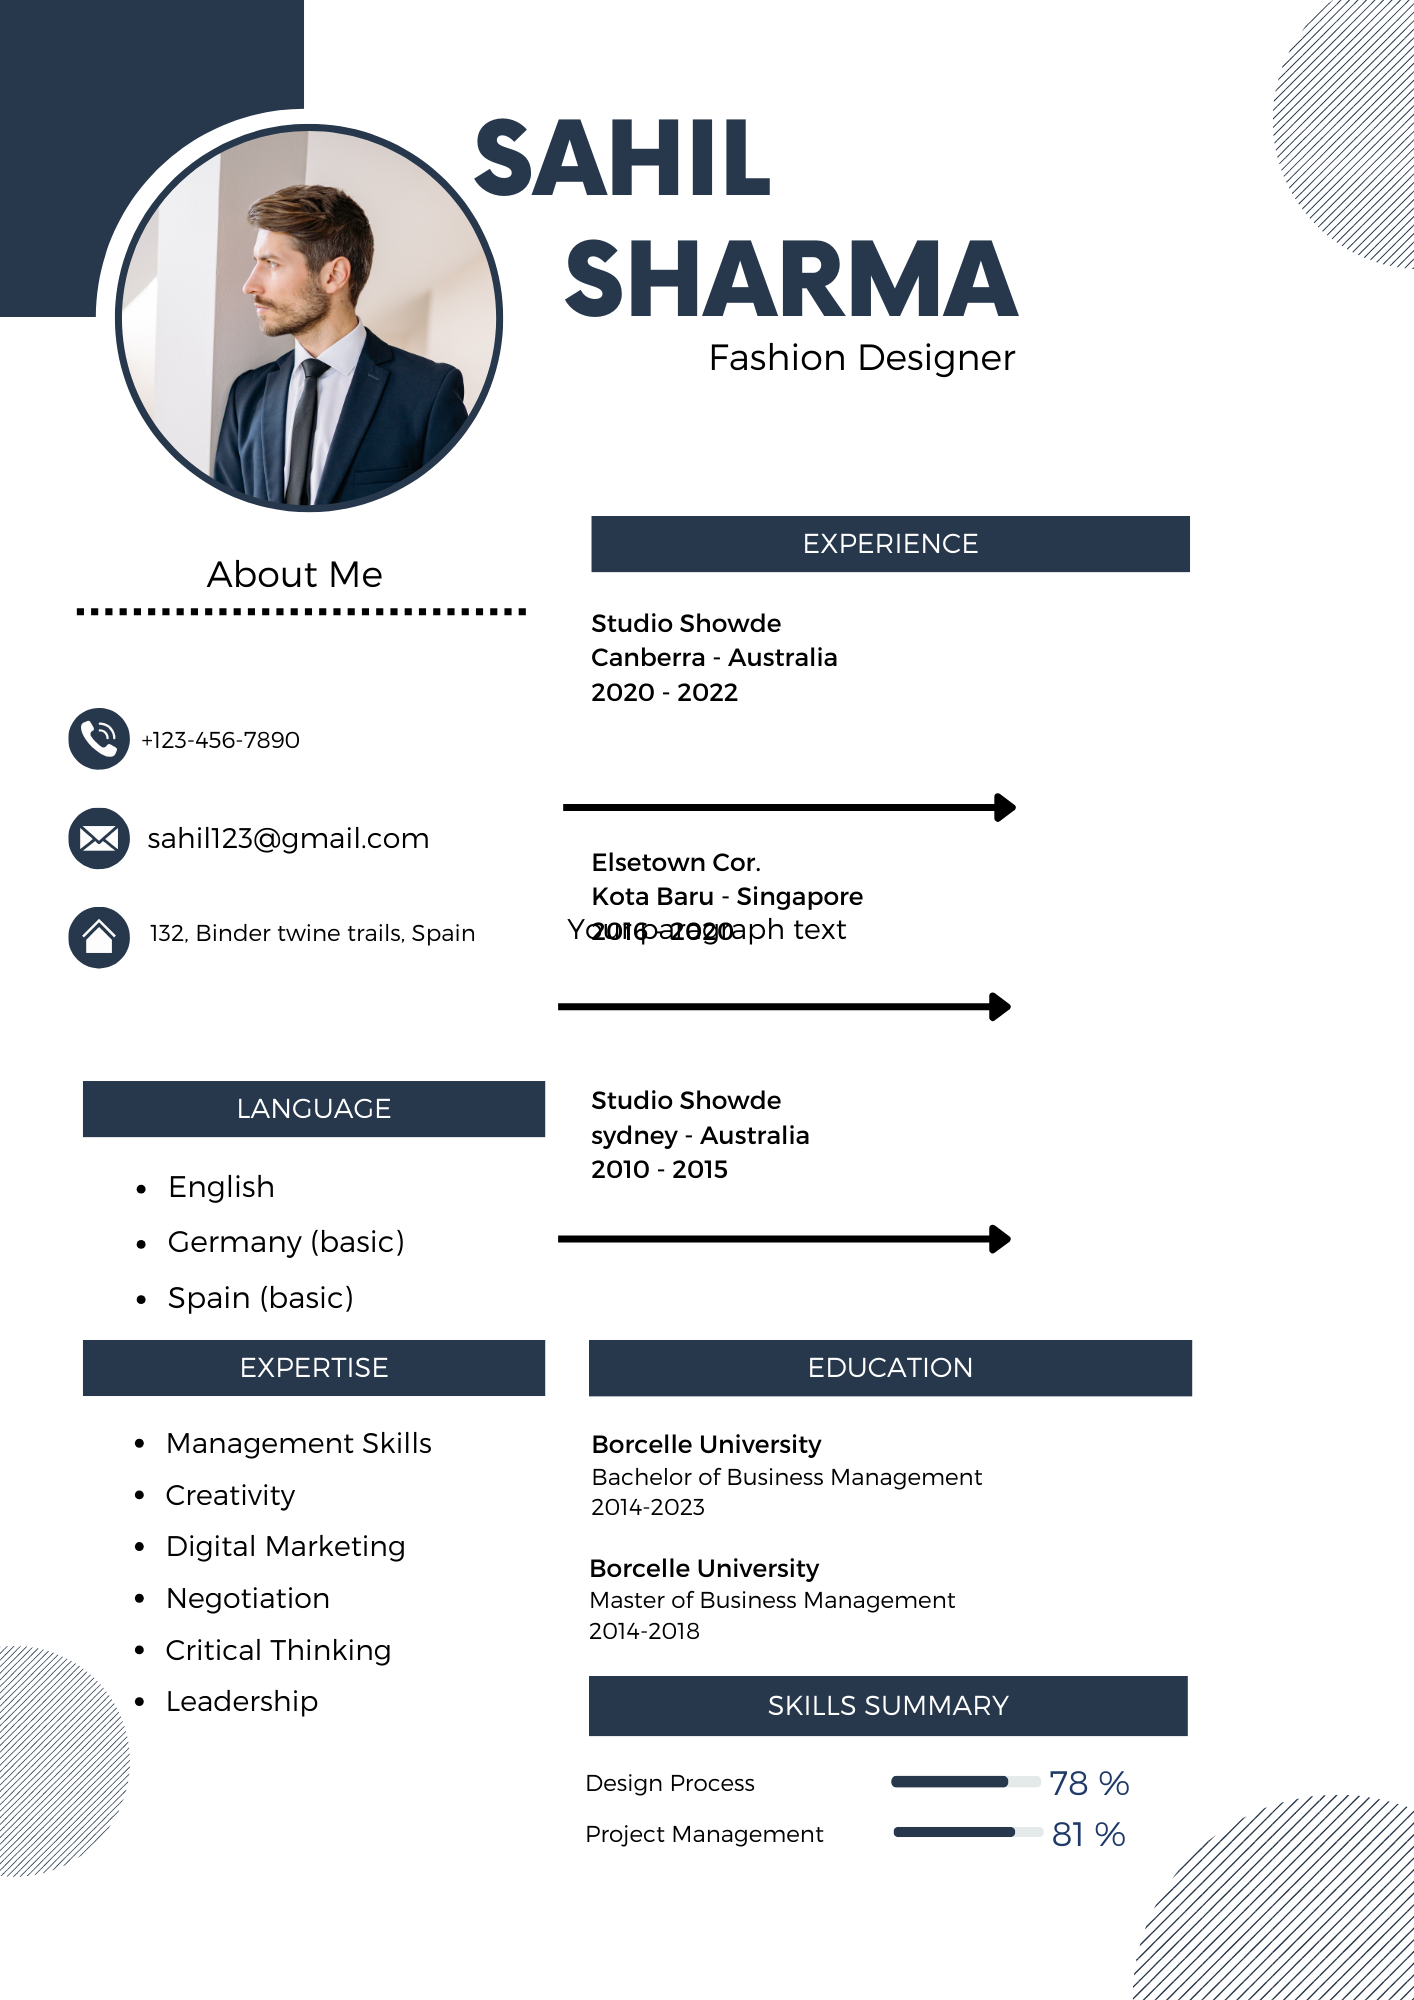 SAHIL
SHARMA
Fashion Designer
About Me
+123-456-7890
sahil123@gmail.com
132, Binder twine trails, Spain
LANGUAGE
English
Germany (basic)
Spain (basic)
EXPERTISE
Management Skills
Creativity
Digital Marketing
Negotiation
Critical Thinking
Leadership
EXPERIENCE
Studio Showde
Canberra - Australia
2020 - 2022
Elsetown Cor.
Kota Baru - Singapore
2016 - 2020
Your paragraph text
Studio Showde
sydney - Australia
2010 - 2015
EDUCATION
Borcelle University
Bachelor of Business Management
2014-2023
Borcelle University
Master of Business Management
2014-2018
SKILLS SUMMARY
Design Process 78 %
Project Management 81 %